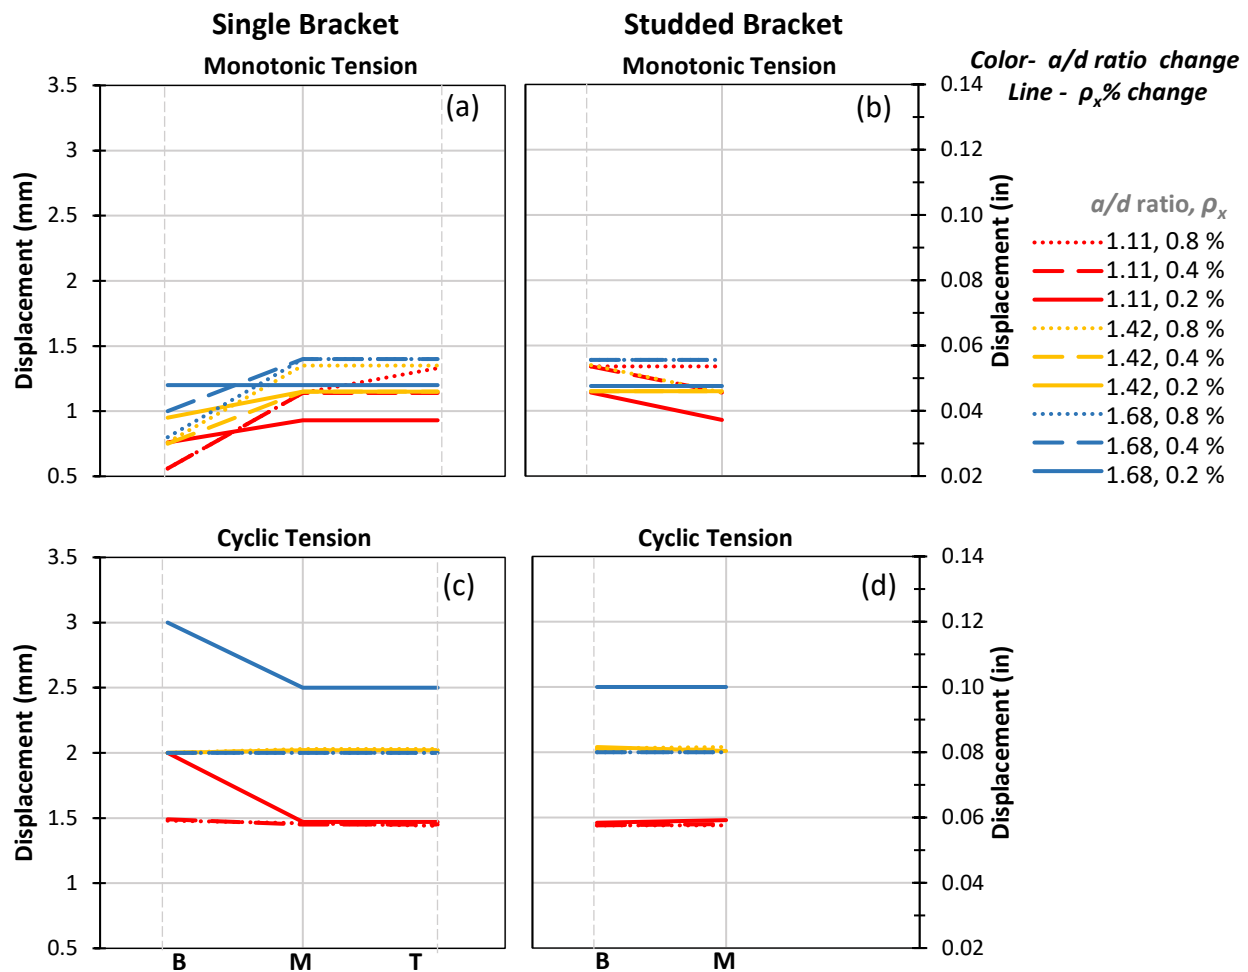 Single Bracket
Studded Bracket
Monotonic Tension
Monotonic Tension
Color- a/d ratio change
Line - ρx% change
(a)
(b)
Displacement (mm)
3.5
3
2.5
2
1.5
1
0.5
0.14
0.12
0.10
0.08
0.06
0.04
0.02
Displacement (in)
a/d ratio, ρx
1.11, 0.8 %
1.11, 0.4 %
1.11, 0.2 %
1.42, 0.8 %
1.42, 0.4 %
1.42, 0.2 %
1.68, 0.8 %
1.68, 0.4 %
1.68, 0.2 %
Cyclic Tension
Cyclic Tension
(c)
(d)
Displacement (mm)
3.5
3
2.5
2
1.5
1
0.5
0.14
0.12
0.10
0.08
0.06
0.04
0.02
Displacement (in)
B M T
B M